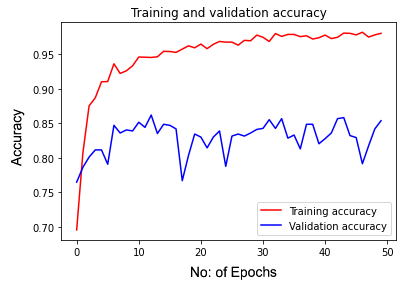 Training and validation accuracy
0.95
0.90
0.85
0.80
0.75
0.70
Accuracy
Training accuracy
Validation accuracy
0
10
20
30
40
50
No: of Epochs